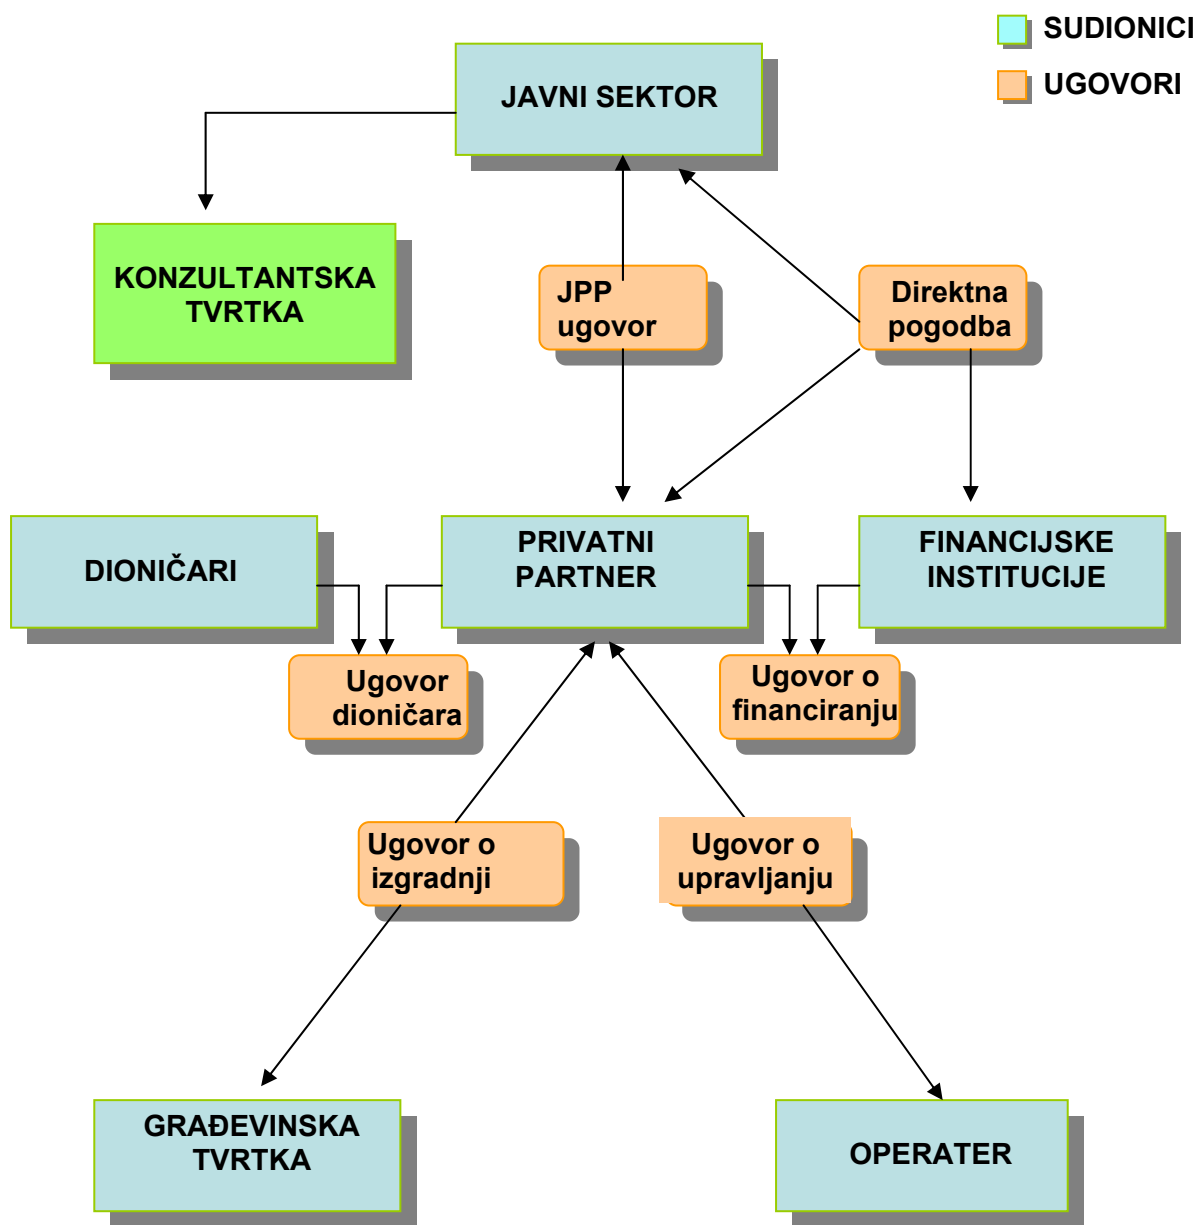 SUDIONICI
UGOVORI
JAVNI SEKTOR
KONZULTANTSKA
TVRTKA
JPP
ugovor
Direktna
pogodba
DIONIČARI
PRIVATNI
PARTNER
FINANCIJSKE
INSTITUCIJE
Ugovor
dioničara
Ugovor o
financiranju
Ugovor o
izgradnji
Ugovor o
upravljanju
GRAĐEVINSKA
TVRTKA
OPERATER